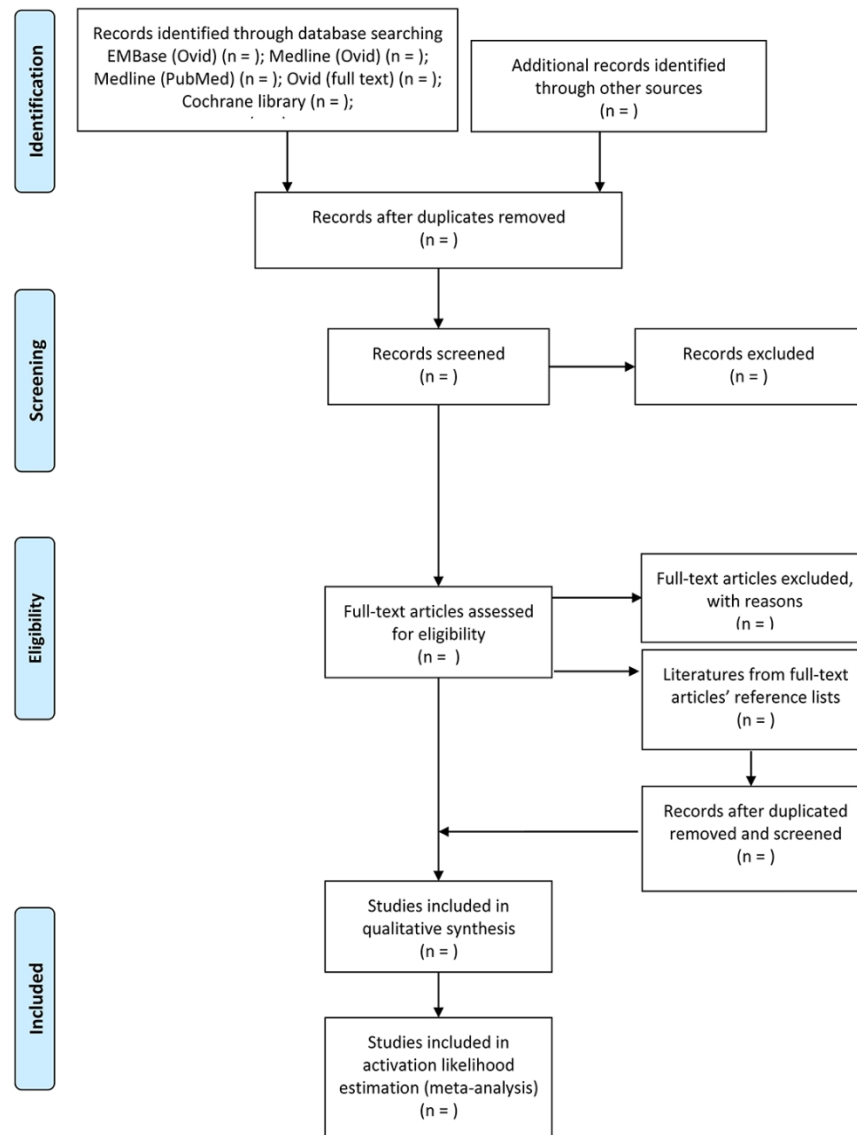 Identification
Records identified through database searching
EMBase (Ovid) (n = ); Medline (Ovid) (n = );
Medline (PubMed) (n = ); Ovid (full text) (n = );
Cochrane library (n = );
Additional records identified
through other sources
(n = )
Records after duplicates removed
(n = )
Screening
Records screened
(n = )
Records excluded
(n = )
Eligibility
Full-text articles assessed
for eligibility
(n = )
Full-text articles excluded,
with reasons
(n = )
Literatures from full-text
articles’ reference lists
(n = )
Records after duplicated
removed and screened
(n = )
Included
Studies included in
qualitative synthesis
(n = )
Studies included in
activation likelihood
estimation (meta-analysis)
(n = )